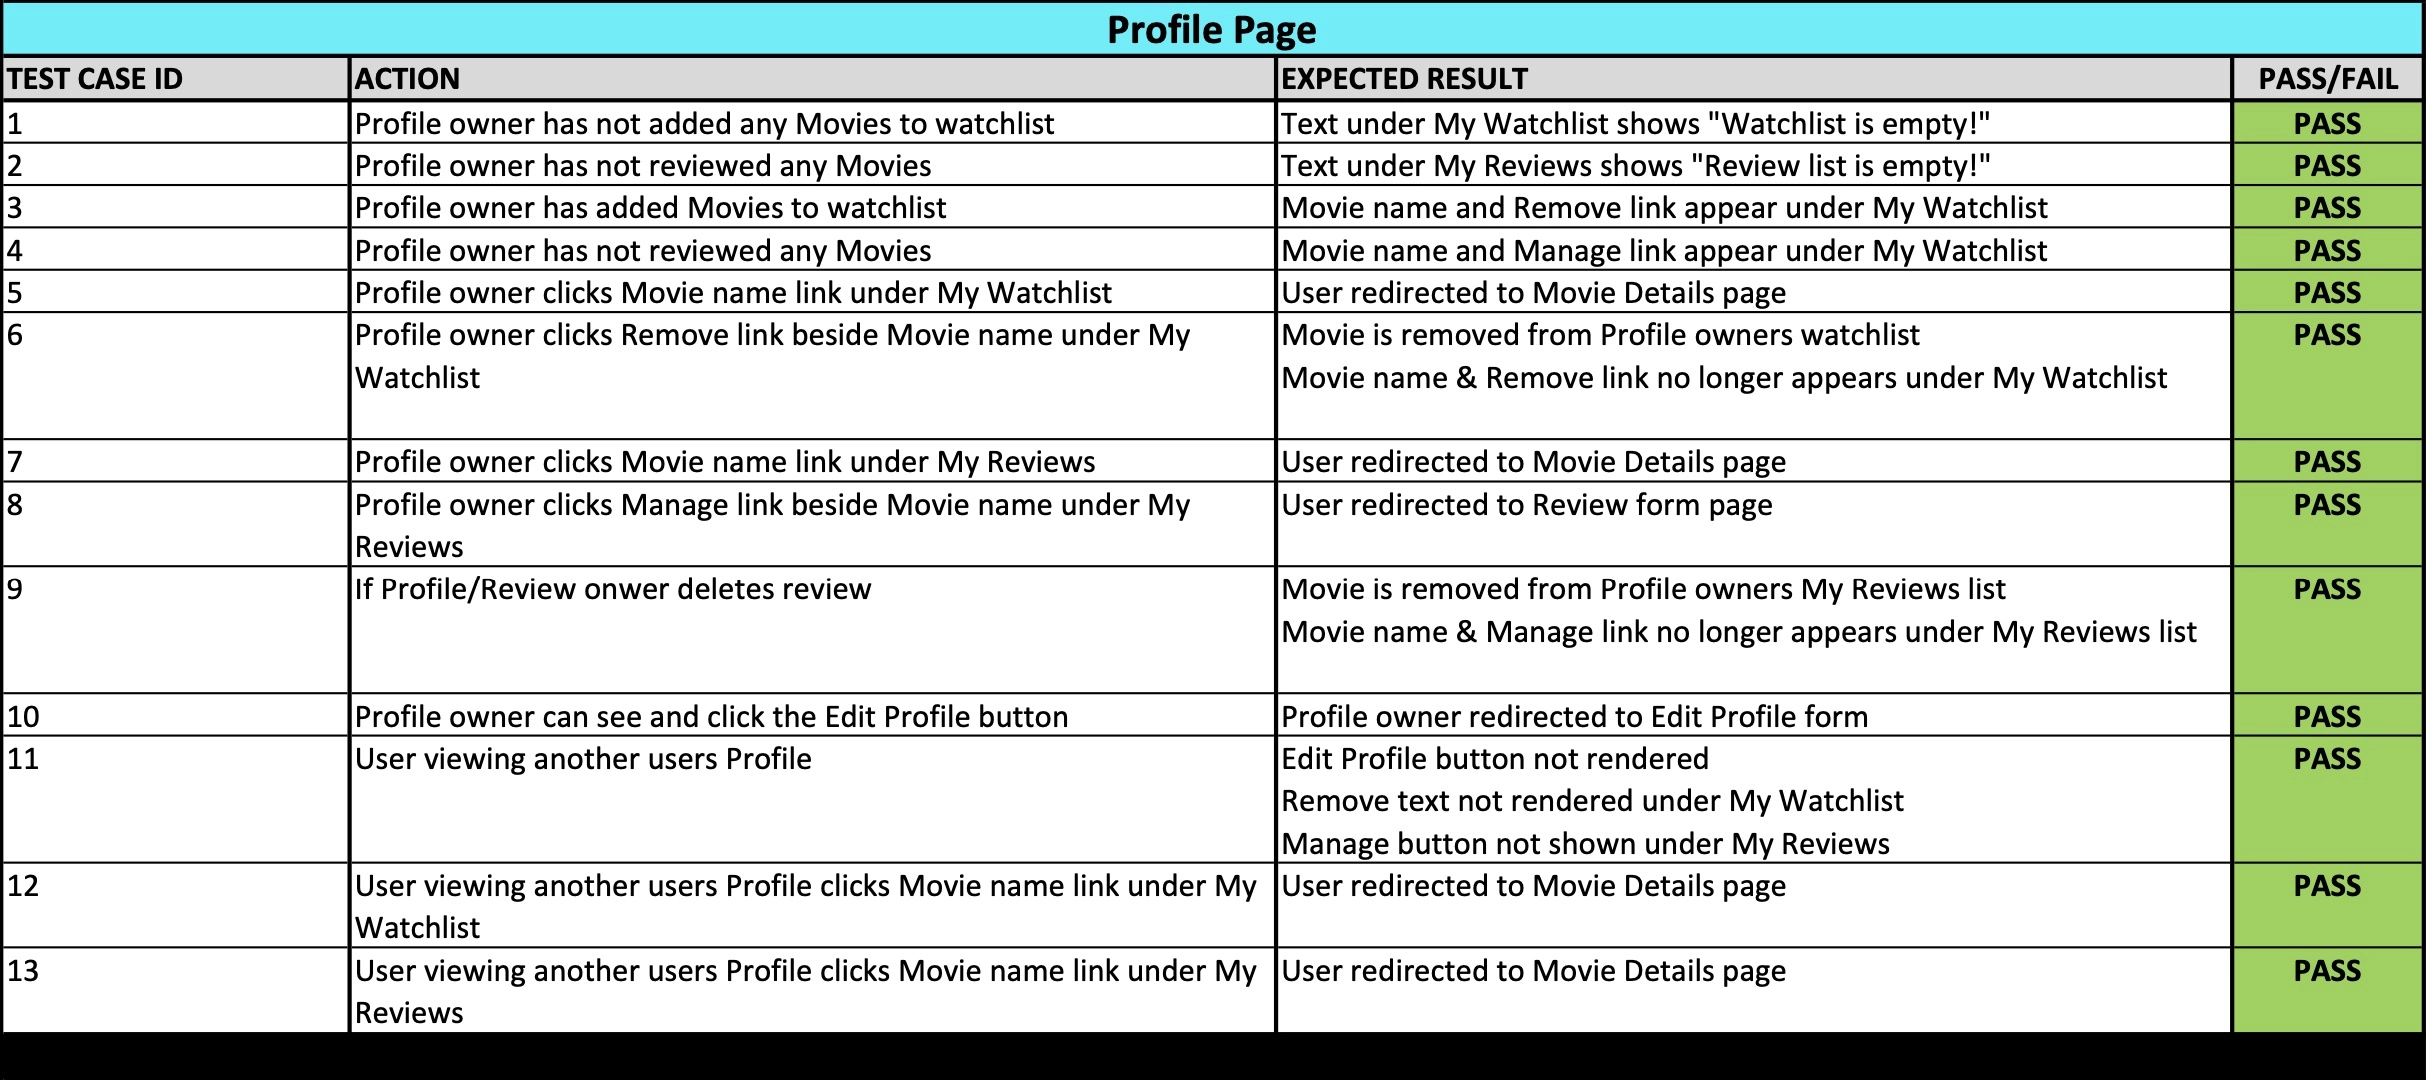 Profile Page
TEST CASE ID ACTION EXPECTED RESULT PASS/FAIL
1 Profile owner has not added any Movies to watchlist Text under My Watchlist shows "Watchlist is empty!" PASS
2 Profile owner has not reviewed any Movies Text under My Reviews shows "Review list is empty!" PASS
3 Profile owner has added Movies to watchlist Movie name and Remove link appear under My Watchlist PASS
4 Profile owner has not reviewed any Movies Movie name and Manage link appear under My Watchlist PASS
5 Profile owner clicks Movie name link under My Watchlist User redirected to Movie Details page PASS
6 Profile owner clicks Remove link beside Movie name under My Movie is removed from Profile owners watchlist PASS
Watchlist Movie name & Remove link no longer appears under My Watchlist
7 Profile owner clicks Movie name link under My Reviews User redirected to Movie Details page PASS
8 Profile owner clicks Manage link beside Movie name under My User redirected to Review form page PASS
Reviews
9 If Profile/Review onwer deletes review Movie is removed from Profile owners My Reviews list PASS
Movie name & Manage link no longer appears under My Reviews list
10 Profile owner can see and click the Edit Profile button Profile owner redirected to Edit Profile form PASS
11 User viewing another users Profile Edit Profile button not rendered PASS
Remove text not rendered under My Watchlist
Manage button not shown under My Reviews
12 User viewing another users Profile clicks Movie name link under My User redirected to Movie Details page PASS
Watchlist
13 User viewing another users Profile clicks Movie name link under My User redirected to Movie Details page PASS
Reviews